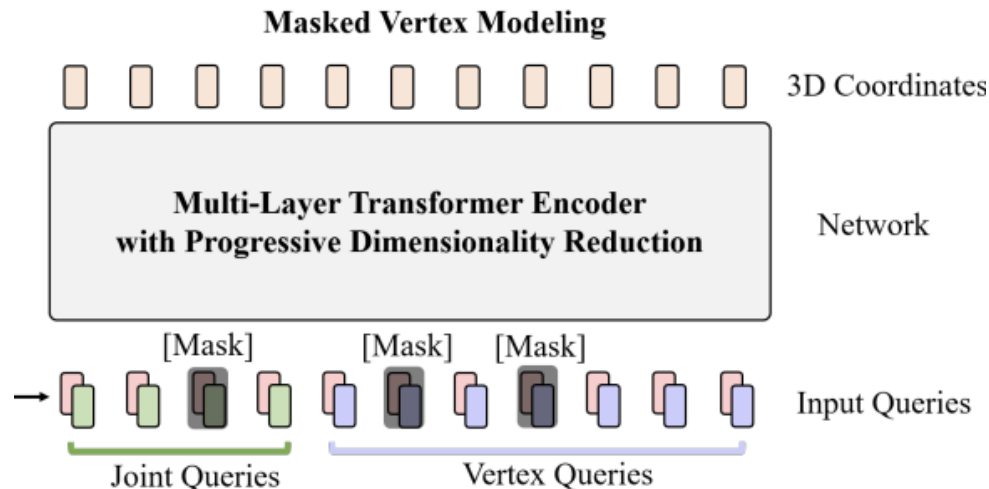 Masked Vertex Modeling
3D Coordinates
Multi-Layer Transformer Encoder
with Progressive Dimensionality Reduction
Network
[Mask]
[Mask]
[Mask]
Input Queries
Joint Queries
Vertex Queries